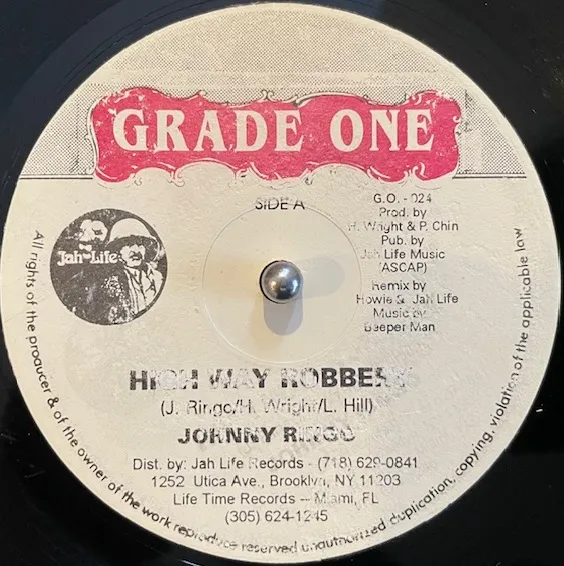 GRADE ONE
SIDE A
G.O. - 024
Prod. by
H. Wright & P. Chin
Pub. by
Jah Life Music
(ASCAP)
Remix by
Howie & Jah Life
Music by
Beeper Man
Jah Life
HIGH WAY ROBBERY
(J. Ringo/H. Wright/L. Hill)
JOHNNY RINGO
Dist. by: Jah Life Records - (718) 629-0841
1252 Utica Ave., Brooklyn, NY 11203
Life Time Records -- Miami, FL
(305) 624-1245
All rights of the producer & of the owner of the work reproduce reserved unauthorized duplication, copying, violation of the applicable law